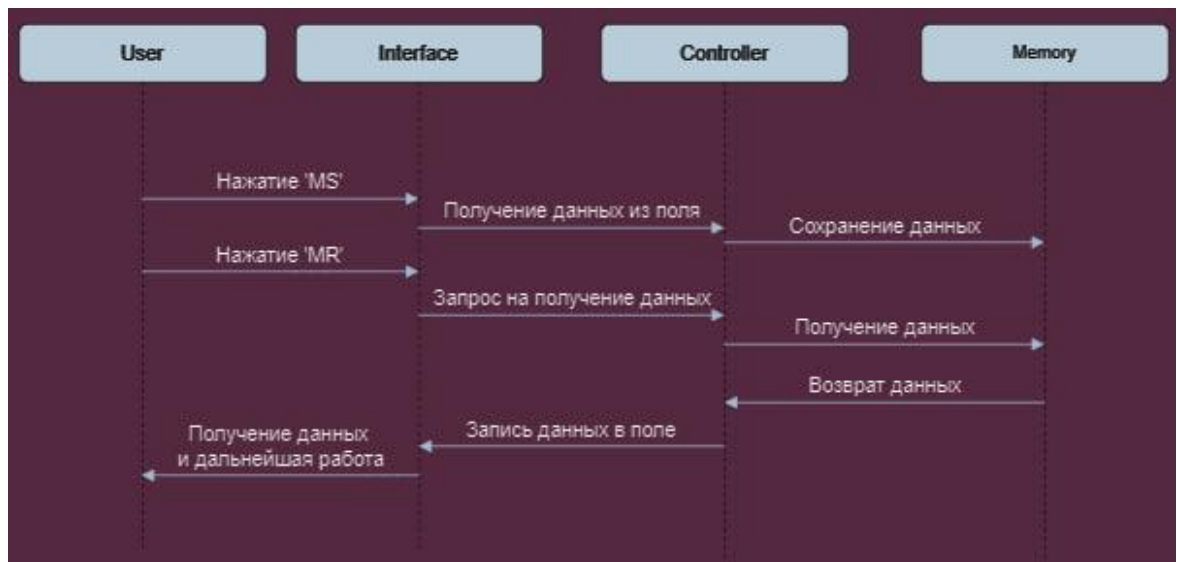 User
Interface
Controller
Memory
Нажатие 'MS'
Получение данных из поля
Сохранение данных
Нажатие 'MR'
Запрос на получение данных
Получение данных
Возврат данных
Запись данных в поле
Получение данных
и дальнейшая работа